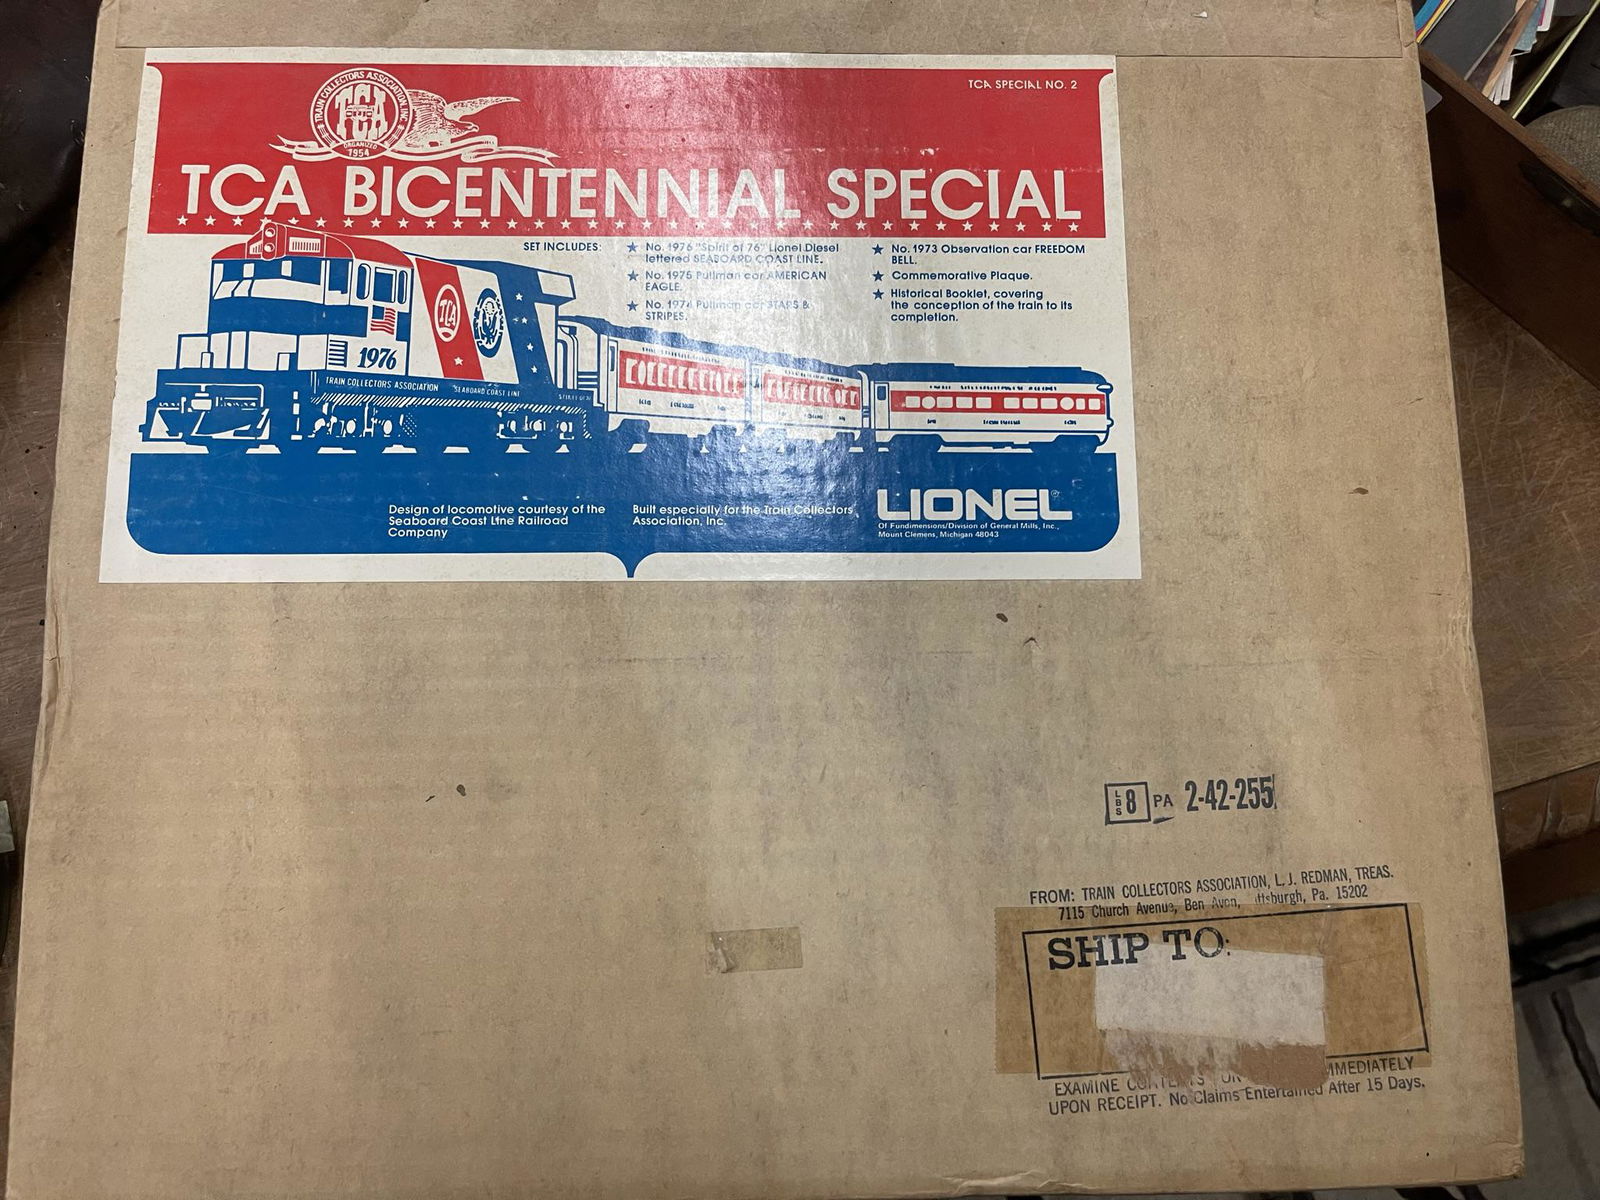 TCA SPECIAL NO. 2
TRAIN COLLECTORS ASSOCIATION, INC.
TCA
ORGANIZED
1954
TCA BICENTENNIAL SPECIAL
SET INCLUDES:
★ No. 1976 "Spirit of 76" Lionel Diesel
lettered SEABOARD COAST LINE.
★ No. 1975 Pullman car AMERICAN
EAGLE.
★ No. 1974 Pullman car STARS &
STRIPES.
★ No. 1973 Observation car FREEDOM
BELL.
★ Commemorative Plaque.
★ Historical Booklet, covering
the conception of the train to its
completion.
TCA
1976
TRAIN COLLECTORS ASSOCIATION
SEABOARD COAST LINE
Design of locomotive courtesy of the
Seaboard Coast Line Railroad
Company
Built especially for the Train Collectors
Association, Inc.
LIONEL®
Of Fundimensions/Division of General Mills, Inc.,
Mount Clemens, Michigan 48043
LBS 8 PA 2-42-255
FROM: TRAIN COLLECTORS ASSOCIATION, L. J. REDMAN, TREAS.
7115 Church Avenue, Ben Avon, ittsburgh, Pa. 15202
SHIP TO:
EXAMINE MMEDIATELY
UPON RECEIPT. No Claims Entertained After 15 Days.